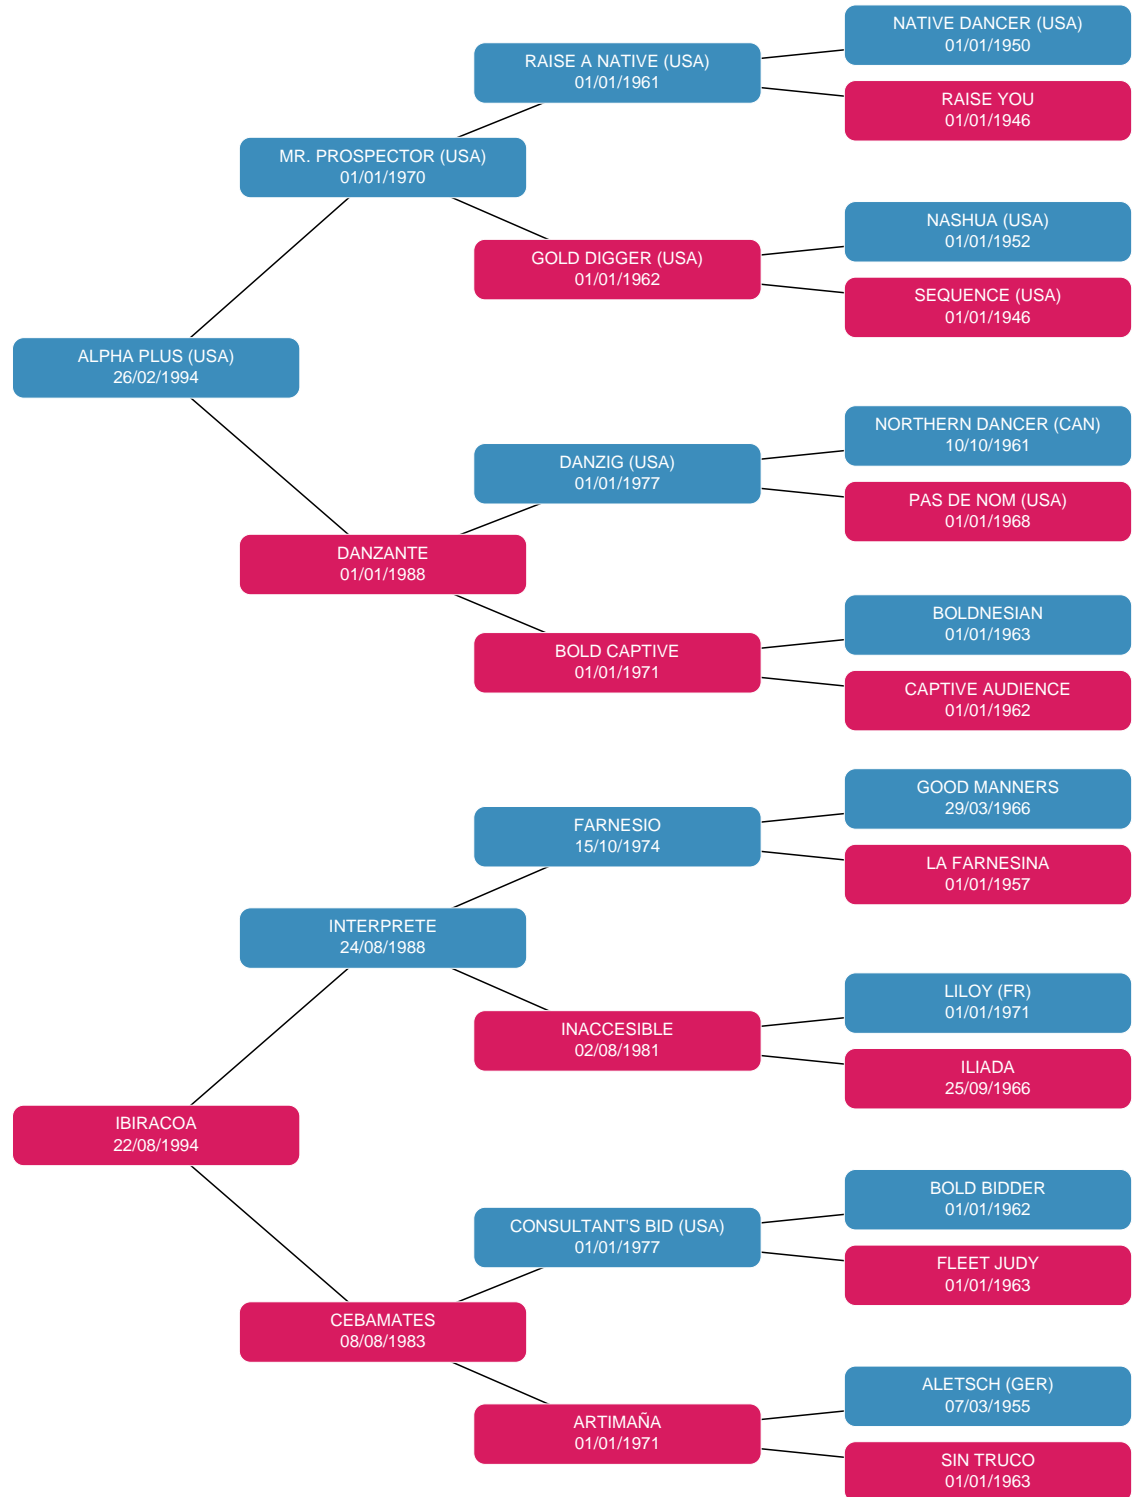 NATIVE DANCER (USA)
01/01/1950
RAISE A NATIVE (USA)
01/01/1961
RAISE YOU
01/01/1946
MR. PROSPECTOR (USA)
01/01/1970
NASHUA (USA)
01/01/1952
GOLD DIGGER (USA)
01/01/1962
SEQUENCE (USA)
01/01/1946
ALPHA PLUS (USA)
26/02/1994
NORTHERN DANCER (CAN)
10/10/1961
DANZIG (USA)
01/01/1977
PAS DE NOM (USA)
01/01/1968
DANZANTE
01/01/1988
BOLDNESIAN
01/01/1963
BOLD CAPTIVE
01/01/1971
CAPTIVE AUDIENCE
01/01/1962
GOOD MANNERS
29/03/1966
FARNESIO
15/10/1974
LA FARNESINA
01/01/1957
INTERPRETE
24/08/1988
LILOY (FR)
01/01/1971
INACCESIBLE
02/08/1981
ILIADA
25/09/1966
IBIRACOA
22/08/1994
BOLD BIDDER
01/01/1962
CONSULTANT'S BID (USA)
01/01/1977
FLEET JUDY
01/01/1963
CEBAMATES
08/08/1983
ALETSCH (GER)
07/03/1955
ARTIMAÑA
01/01/1971
SIN TRUCO
01/01/1963